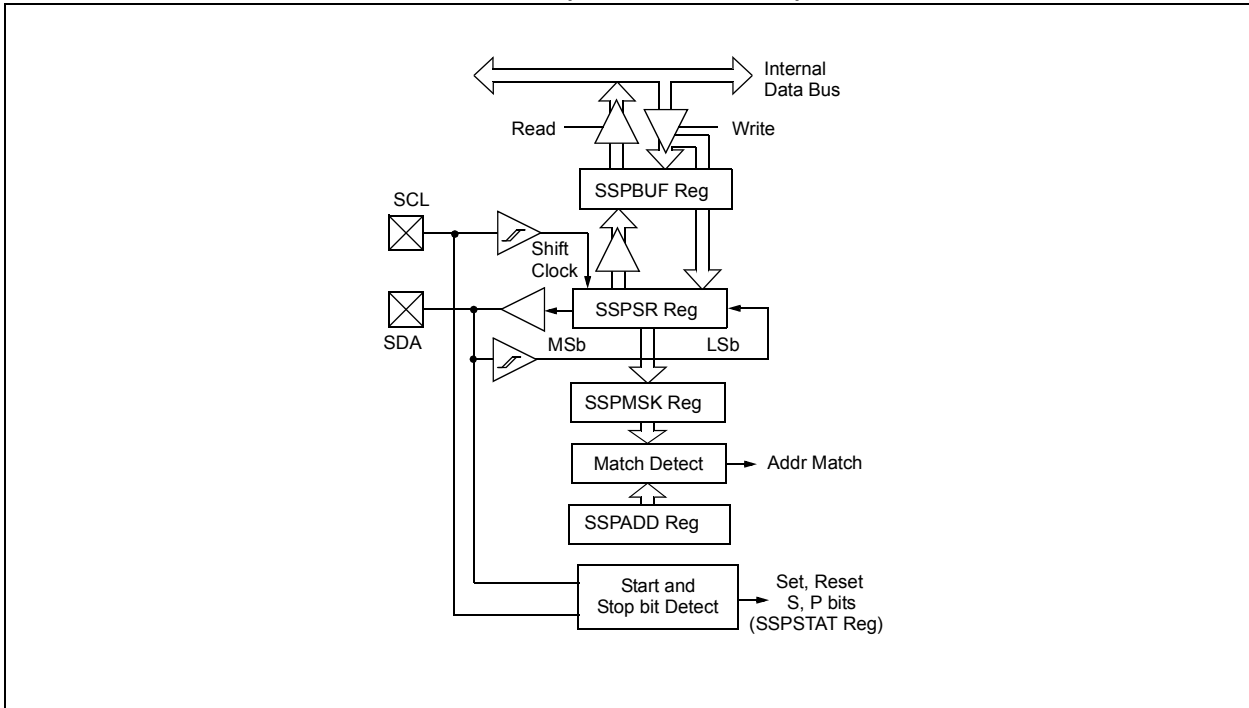 Internal
Data Bus
Read
Write
SSPBUF Reg
SCL
Shift
Clock
SSPSR Reg
SDA
MSb
LSb
SSPMSK Reg
Match Detect
Addr Match
SSPADD Reg
Start and
Stop bit Detect
Set, Reset
S, P bits
(SSPSTAT Reg)